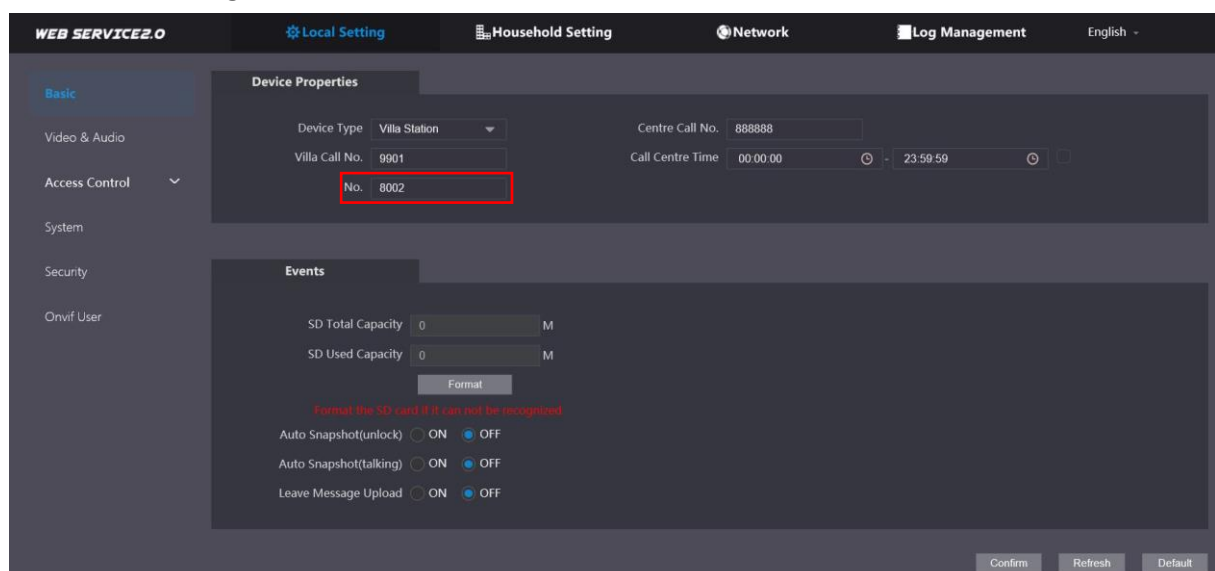 WEB SERVICE2.0
Local Setting
Household Setting
Network
Log Management
English
Basic
Video & Audio
Access Control
System
Security
Onvif User
Device Properties
Device Type Villa Station
Centre Call No. 888888
Villa Call No. 9901
Call Centre Time 00:00:00 - 23:59:59
No. 8002
Events
SD Total Capacity 0 M
SD Used Capacity 0 M
Format
Format the SD card if it can not be recognized
Auto Snapshot(unlock) ON OFF
Auto Snapshot(talking) ON OFF
Leave Message Upload ON OFF
Confirm Refresh Default